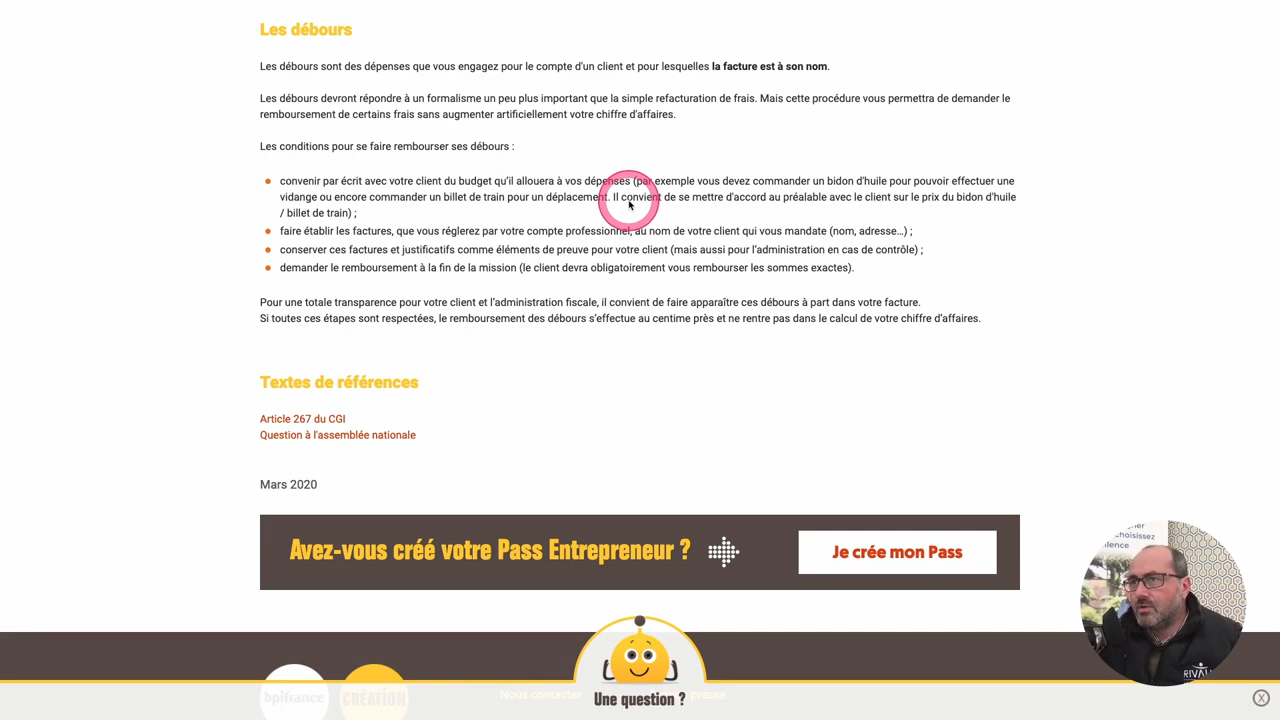 Les débours
Les débours sont des dépenses que vous engagez pour le compte d'un client et pour lesquelles la facture est à son nom.
Les débours devront répondre à un formalisme un peu plus important que la simple refacturation de frais. Mais cette procédure vous permettra de demander le
remboursement de certains frais sans augmenter artificiellement votre chiffre d'affaires.
Les conditions pour se faire rembourser ses débours :
convenir par écrit avec votre client du budget qu’il allouera à vos dépenses (par exemple vous devez commander un bidon d'huile pour pouvoir effectuer une
vidange ou encore commander un billet de train pour un déplacement. Il convient de se mettre d'accord au préalable avec le client sur le prix du bidon d'huile
/ billet de train) ;
faire établir les factures, que vous réglerez par votre compte professionnel, au nom de votre client qui vous mandate (nom, adresse…) ;
conserver ces factures et justificatifs comme éléments de preuve pour votre client (mais aussi pour l’administration en cas de contrôle) ;
demander le remboursement à la fin de la mission (le client devra obligatoirement vous rembourser les sommes exactes).
Pour une totale transparence pour votre client et l’administration fiscale, il convient de faire apparaître ces débours à part dans votre facture.
Si toutes ces étapes sont respectées, le remboursement des débours s’effectue au centime près et ne rentre pas dans le calcul de votre chiffre d’affaires.
Textes de références
Article 267 du CGI
Question à l'assemblée nationale
Mars 2020
Avez-vous créé votre Pass Entrepreneur ?
Je crée mon Pass
choisissez
RIVAL
bpifrance
CREATION
Nous contacter
presse
Une question ?
X